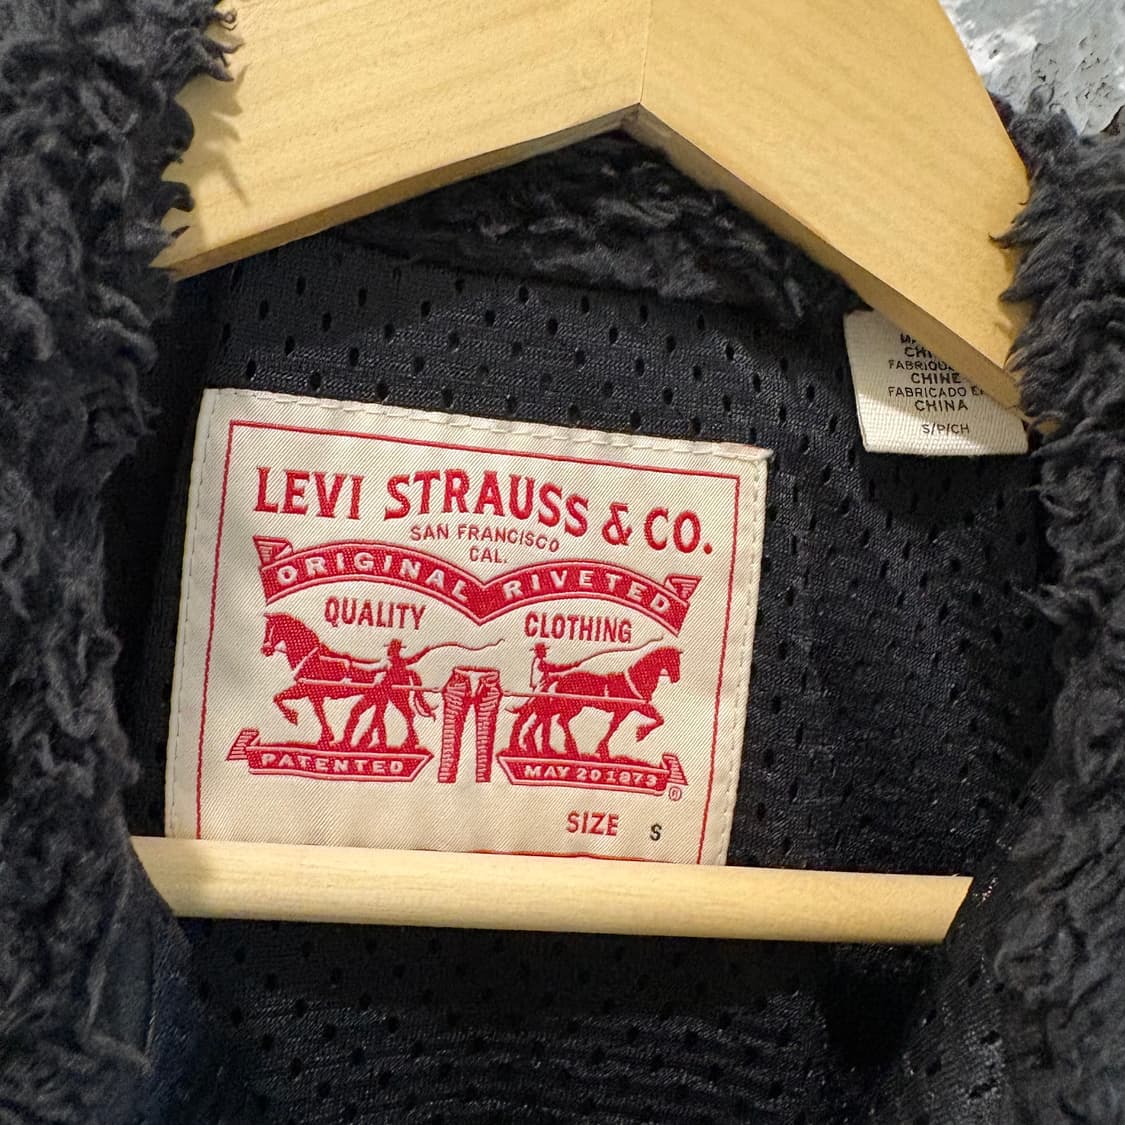 LEVI STRAUSS & CO.
SAN FRANCISCO
CAL.
ORIGINAL RIVETED
QUALITY CLOTHING
PATENTED MAY 20 1873
®
SIZE S
CHINE
FABRICADO
CHINA
S/P/CH